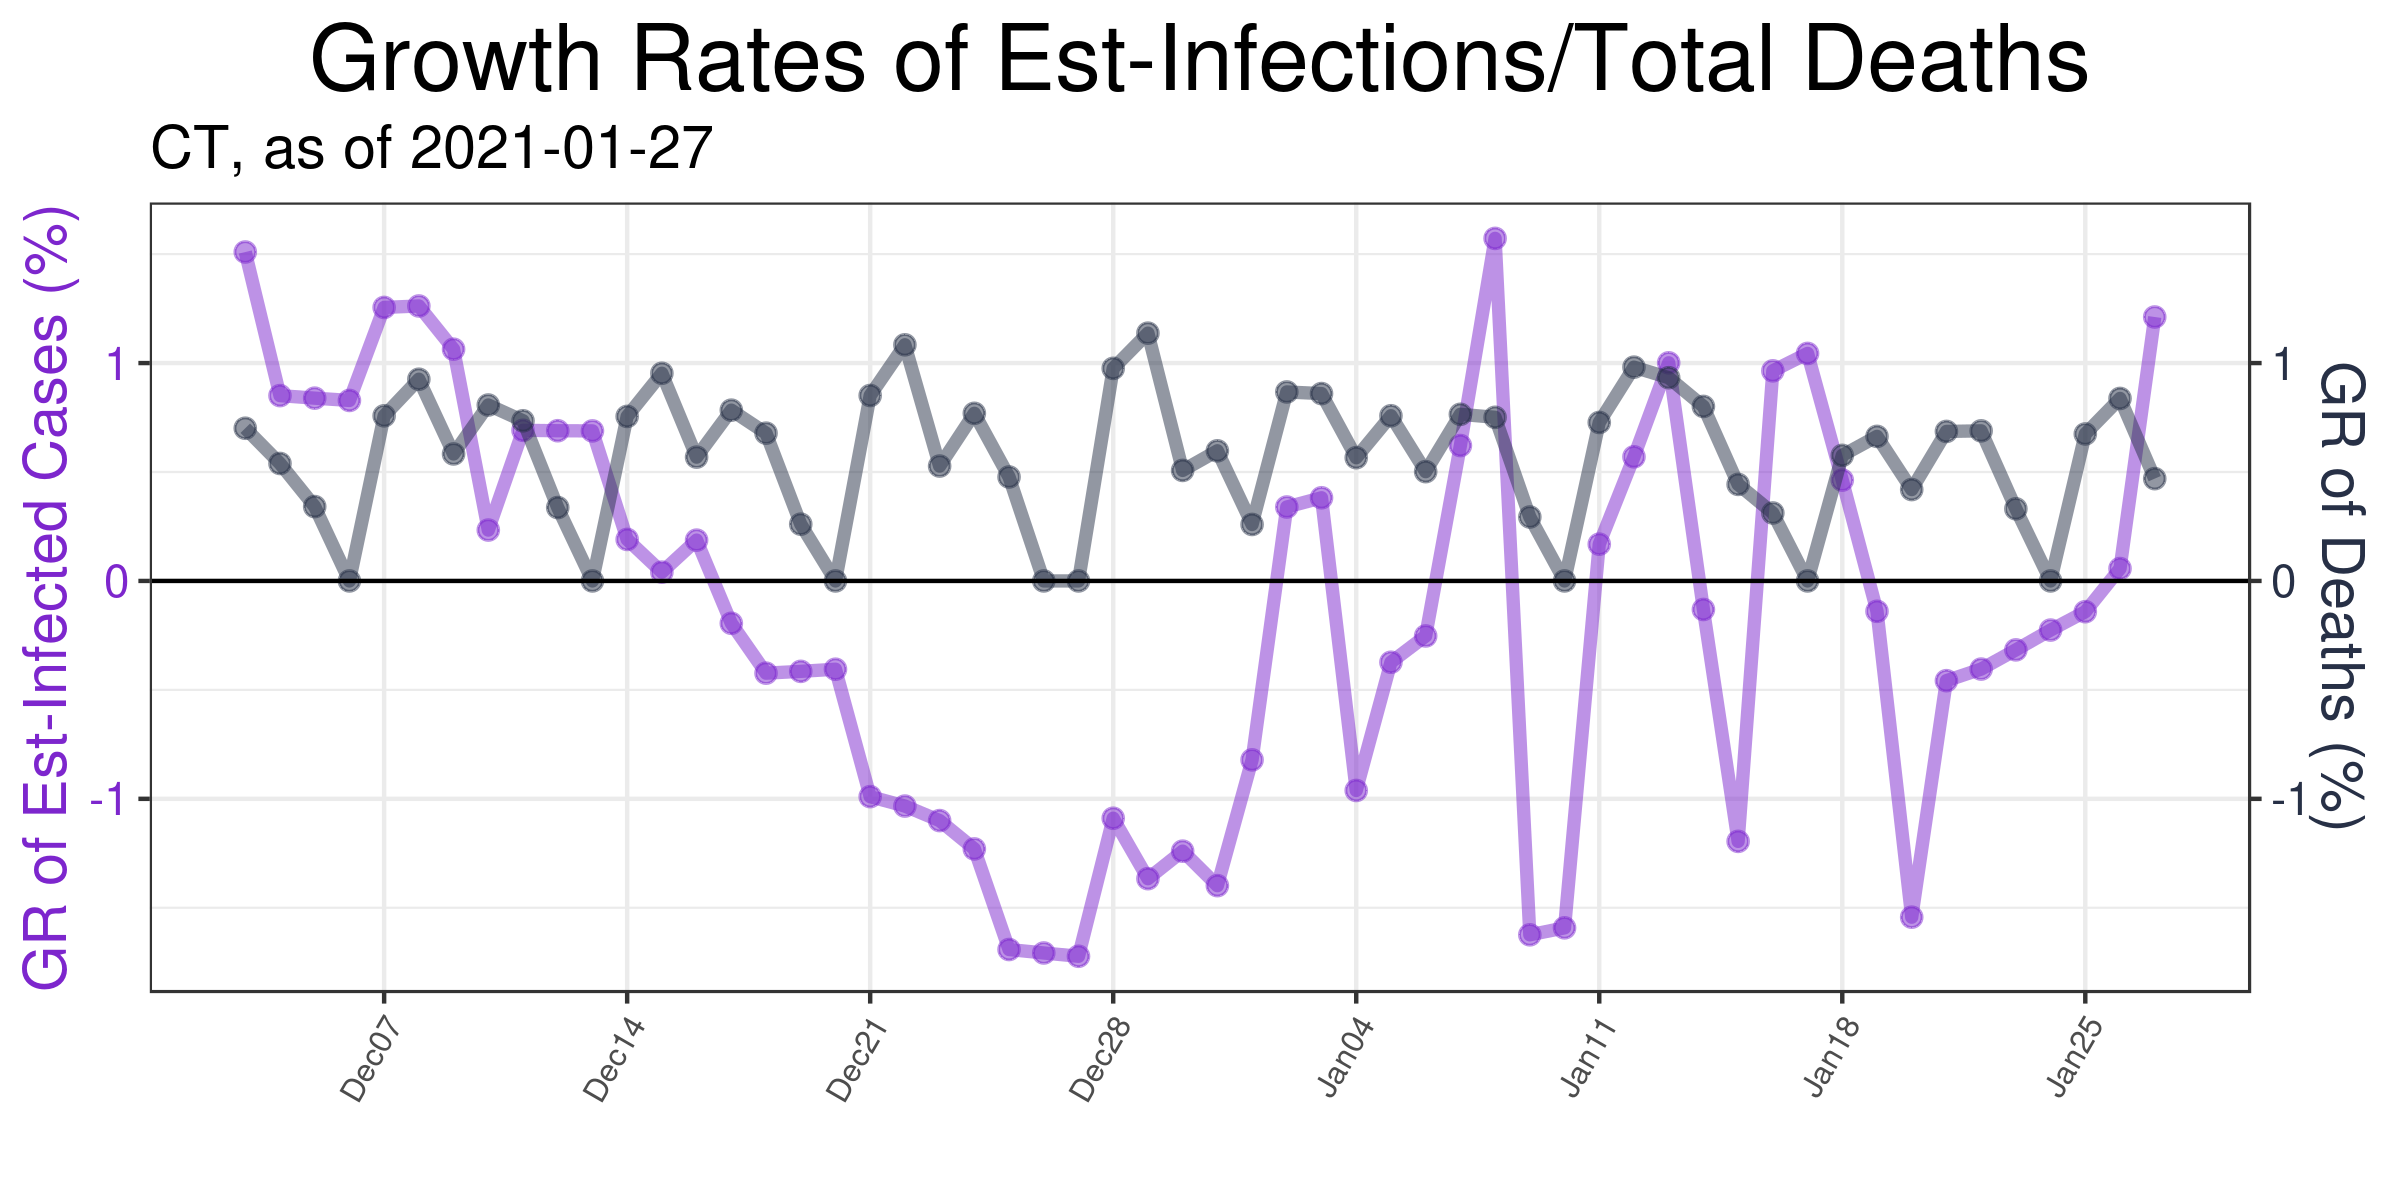 Growth Rates of Est-Infections/Total Deaths
CT, as of 2021-01-27
GR of Est-Infected Cases (%)
1
0
-1
1
0
-1
GR of Deaths (%)
Dec07
Dec14
Dec21
Dec28
Jan04
Jan11
Jan18
Jan25